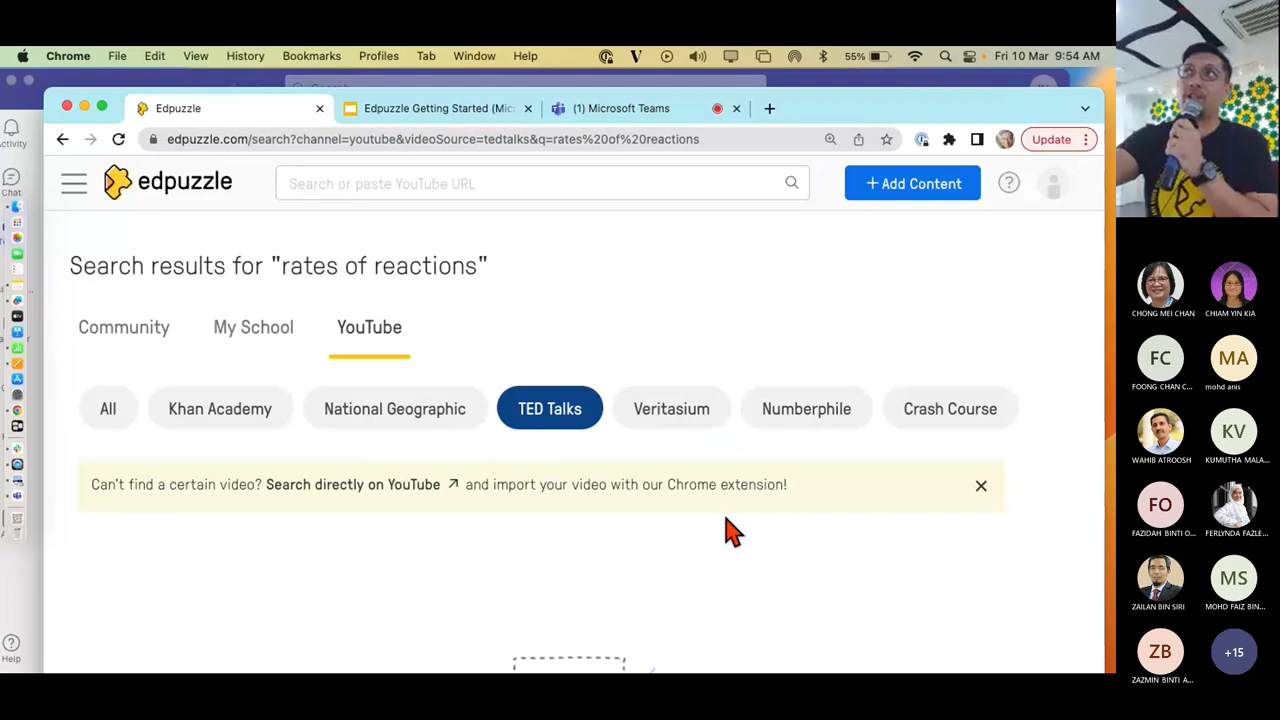 Chrome File Edit View History Bookmarks Profiles Tab Window Help V 55% Fri 10 Mar 9:54 AM
Search
Edpuzzle
Edpuzzle Getting Started (Mic
(1) Microsoft Teams
edpuzzle.com/search?channel=youtube&videoSource=tedtalks&q=rates%20of%20reactions
Update
edpuzzle
Search or paste YouTube URL
+ Add Content
?
Search results for "rates of reactions"
Community My School YouTube
All Khan Academy National Geographic TED Talks Veritasium Numberphile Crash Course
Can't find a certain video? Search directly on YouTube ↗ and import your video with our Chrome extension!
Activity
Chat
Help
CHONG MEI CHAN
CHIAM YIN KIA
FC
FOONG CHAN C...
MA
mohd anis
WAHIB ATROOSH
KV
KUMUTHA MALA...
FO
FAZIDAH BINTI O...
FERLYNDA FAZLE...
ZAILAN BIN SIRI
MS
MOHD FAIZ BIN...
ZB
ZAZMIN BINTI A...
+15